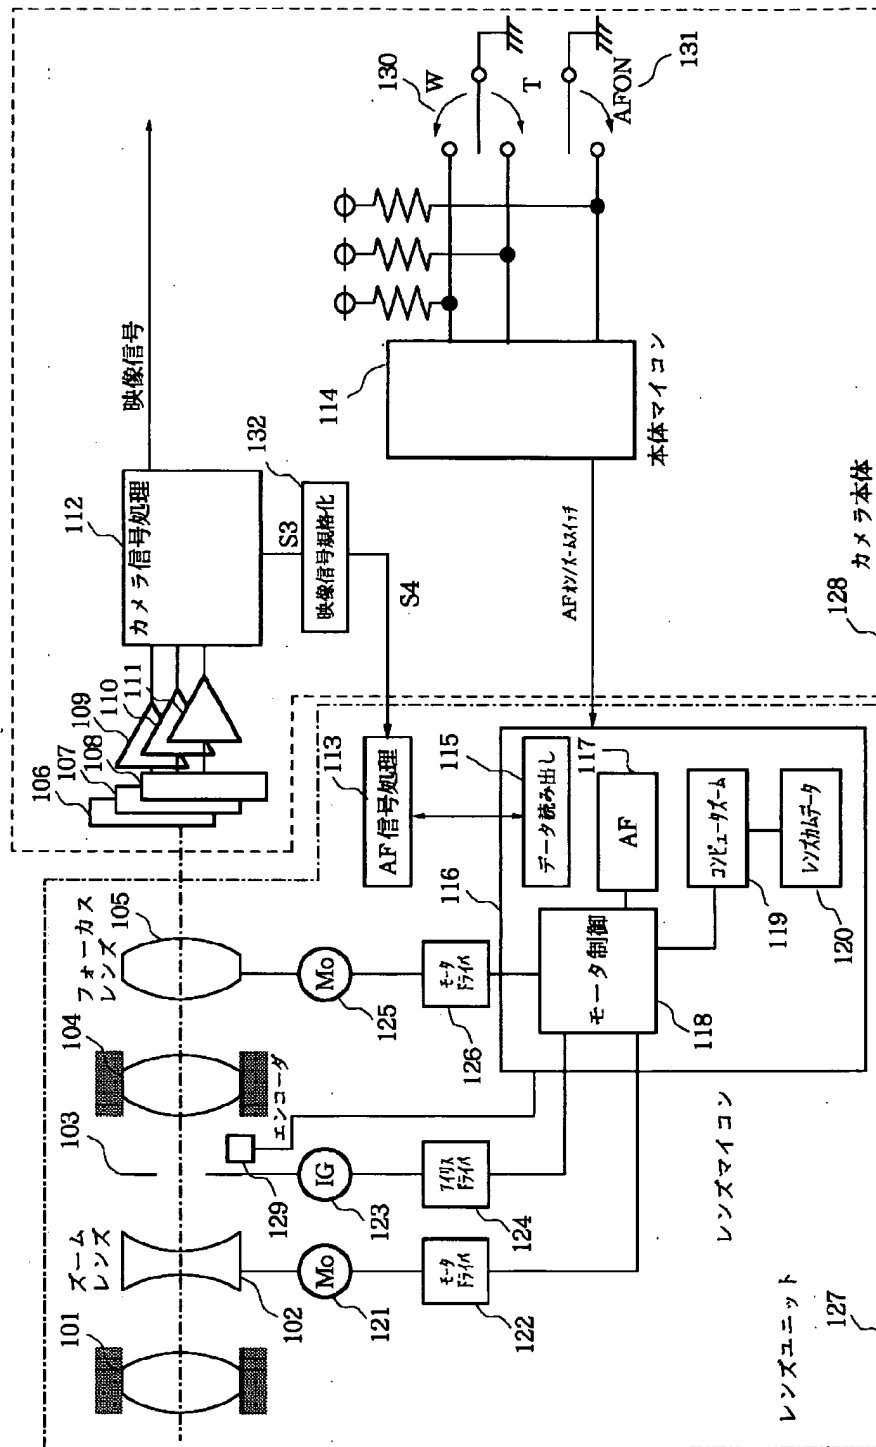 101
ズーム
レンズ
102
103
104
フォーカス
レンズ
105
106
107
108
109
110
111
112
カメラ信号処理
映像信号
S3
132
映像信号規格化
S4
129
エンコーダ
Mo
121
IG
123
Mo
125
モータ
ドライバ
122
アイリス
ドライバ
124
モータ
ドライバ
126
113
AF信号処理
115
データ読み出し
116
117
AF
モータ制御
118
コンピュータズーム
119
レンズカムデータ
120
レンズマイコン
レンズユニット
127
AFオン/ズームスイッチ
114
本体マイコン
130
W
T
AFON
131
128
カメラ本体